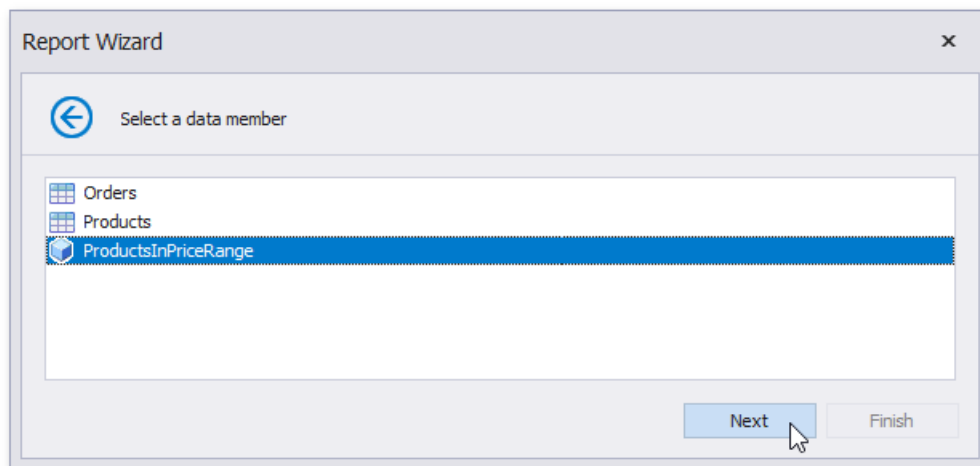 Report Wizard
Select a data member
Orders
Products
ProductsInPriceRange
Next
Finish